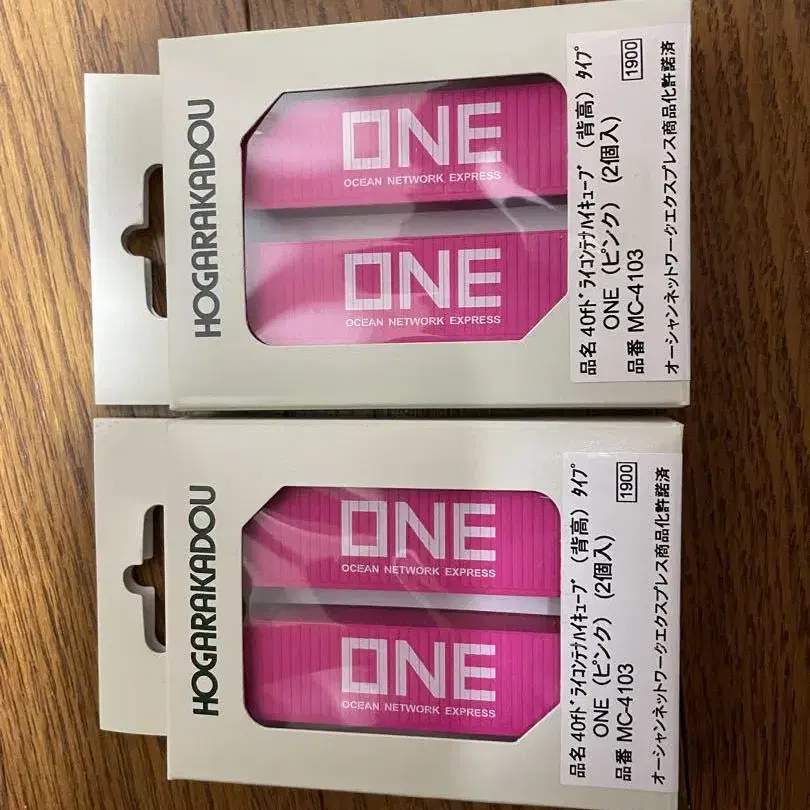 HOGARAKADOU
ONE
OCEAN NETWORK EXPRESS
ONE
OCEAN NETWORK EXPRESS
品名 40ftﾄﾞﾗｲｺﾝﾃﾅﾊｲｷｭｰﾌﾞ（背高）ﾀｲﾌﾟ
ONE（ピンク）（2個入）
品番 MC-4103
1900
オーシャンネットワークエクスプレス商品化許諾済
HOGARAKADOU
ONE
OCEAN NETWORK EXPRESS
ONE
OCEAN NETWORK EXPRESS
品名 40ftﾄﾞﾗｲｺﾝﾃﾅﾊｲｷｭｰﾌﾞ（背高）ﾀｲﾌﾟ
ONE（ピンク）（2個入）
品番 MC-4103
1900
オーシャンネットワークエクスプレス商品化許諾済